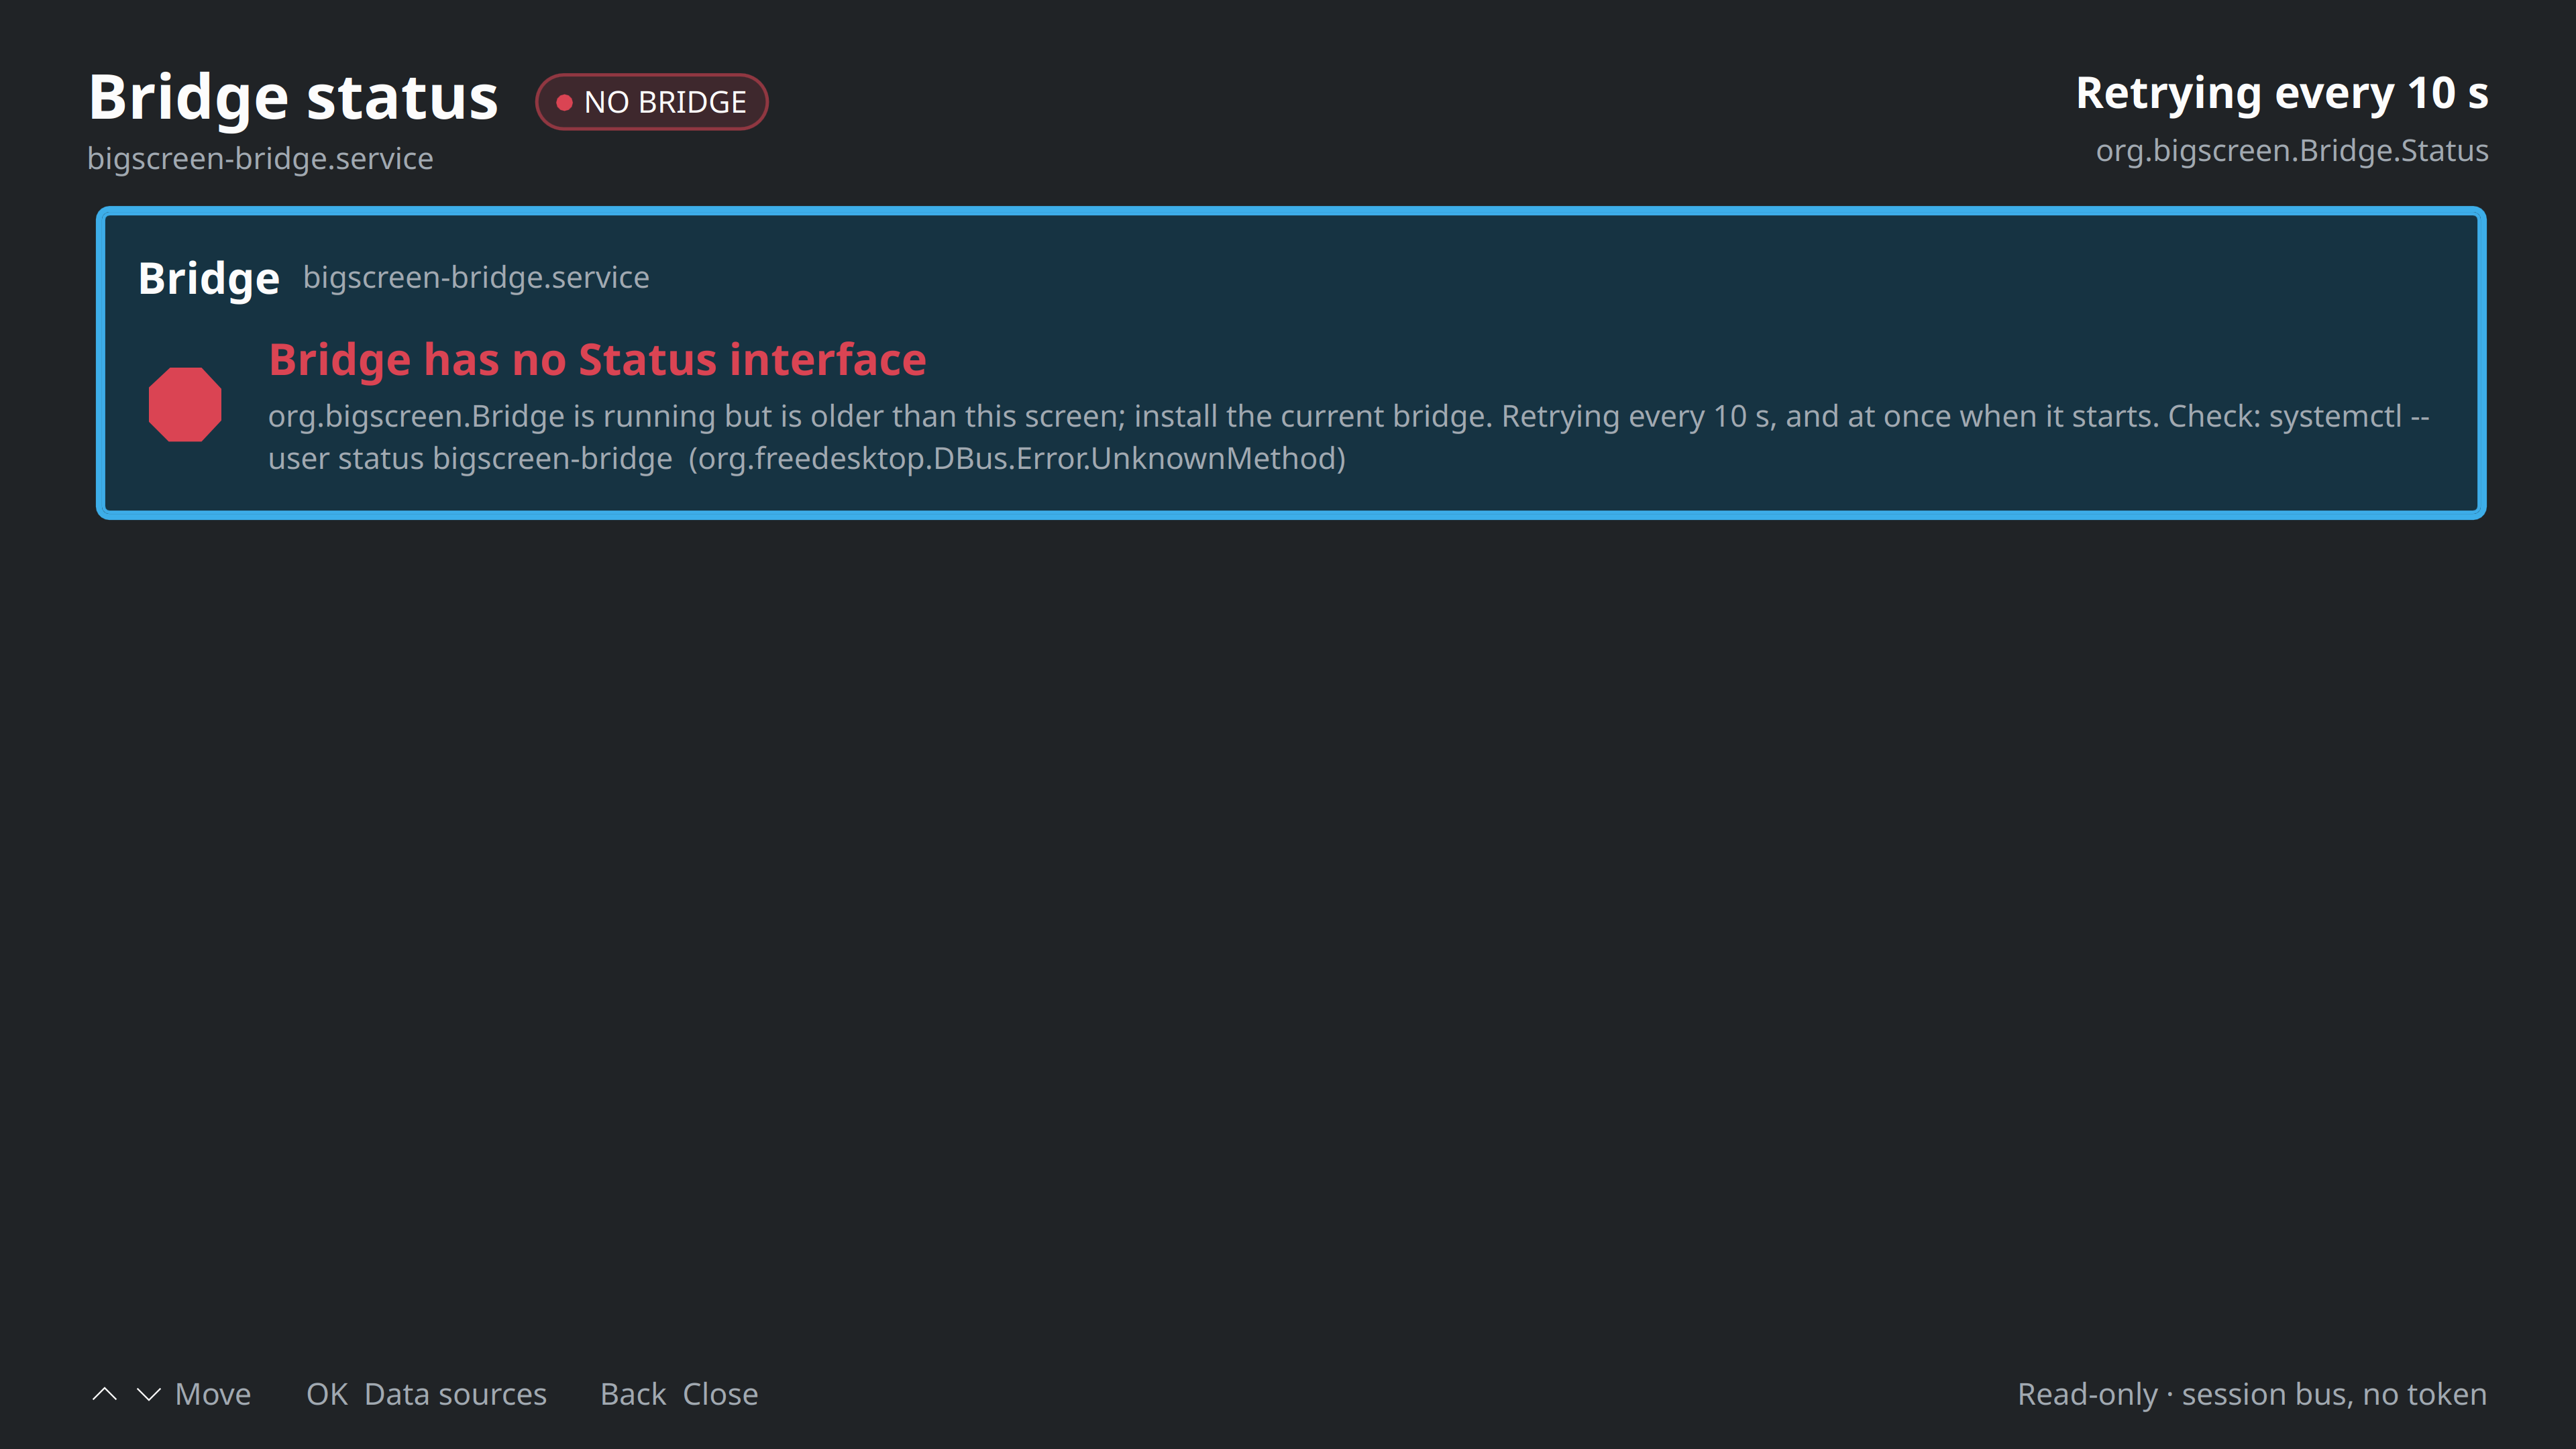 Bridge status
NO BRIDGE
Retrying every 10 s
bigscreen-bridge.service
org.bigscreen.Bridge.Status
Bridge bigscreen-bridge.service
Bridge has no Status interface
org.bigscreen.Bridge is running but is older than this screen; install the current bridge. Retrying every 10 s, and at once when it starts. Check: systemctl --
user status bigscreen-bridge  (org.freedesktop.DBus.Error.UnknownMethod)
Move OK Data sources Back Close
Read-only · session bus, no token